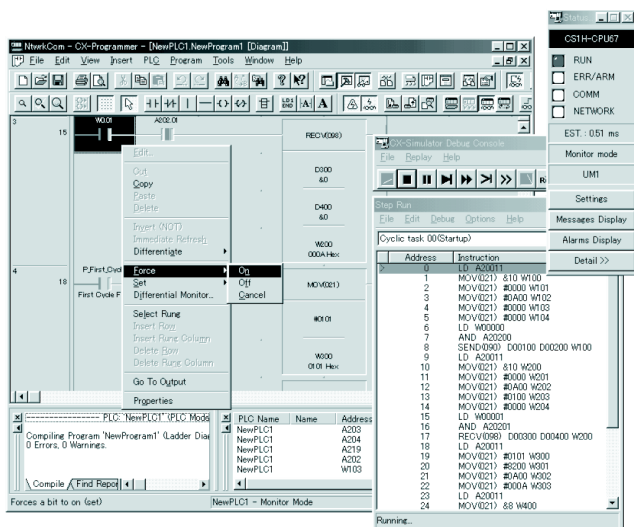 NtwrkCom - CX-Programmer - [NewPLC1.NewProgram1 [Diagram]]
File Edit View Insert PLC Program Tools Window Help
3
15
W0.01
A202.01
RECV(098)
D300
&0
D400
&0
W200
000A Hex
4
18
P_First_Cycl
First Cycle F
MOV(021)
#0101
W300
0101 Hex
Edit...
Cut
Copy
Paste
Delete
Invert (NOT)
Immediate Refresh
Differentiate
Force
Set
Differential Monitor...
Select Rung
Insert Row
Insert Rung Column
Delete Row
Delete Rung Column
Go To Output
Properties
On
Off
Cancel
PLC: 'NewPLC1' (PLC Mode
Compiling Program 'NewProgram1' (Ladder Diag
0 Errors, 0 Warnings.
Compile
Find Repor
PLC Name Name Address
NewPLC1 A203
NewPLC1 A204
NewPLC1 A219
NewPLC1 A202
NewPLC1 W103
Forces a bit to on (set)
NewPLC1 - Monitor Mode
CX-Simulator Debug Console
File Replay Help
Step Run
File Edit Debug Options Help
Cyclic task 00(Startup)
Address Instruction
0 LD A20011
1 MOV(021) &10 W100
2 MOV(021) #0000 W101
3 MOV(021) #0A00 W102
4 MOV(021) #0000 W103
5 MOV(021) #0000 W104
6 LD W00000
7 AND A20200
8 SEND(090) D00100 D00200 W100
9 LD A20011
10 MOV(021) &10 W200
11 MOV(021) #000A W201
12 MOV(021) #0A00 W202
13 MOV(021) #0100 W203
14 MOV(021) #0000 W204
15 LD W00001
16 AND A20201
17 RECV(098) D00300 D00400 W200
18 LD A20011
19 MOV(021) #0101 W300
20 MOV(021) #8200 W301
21 MOV(021) #0A00 W302
22 MOV(021) #000A W303
23 LD A20011
24 MOV(021) &8 W400
Running...
Status
CS1H-CPU67
RUN
ERR/ARM
COMM
NETWORK
EST. : 0.51 ms
Monitor mode
UM1
Settings
Messages Display
Alarms Display
Detail >>